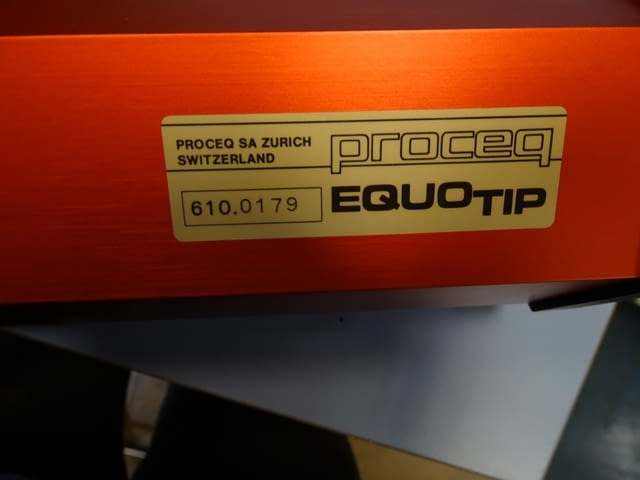 PROCEQ SA ZURICH
SWITZERLAND
proceq
610.0179
EQUOTIP